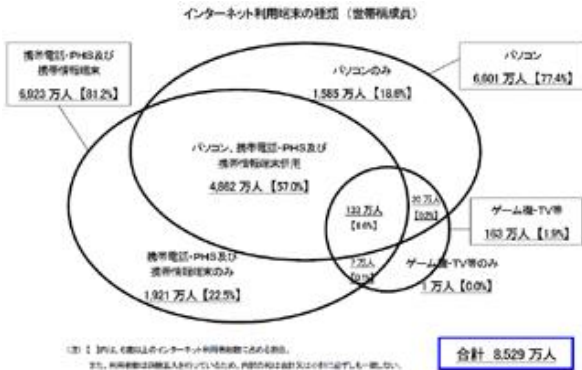 インターネット利用端末の種類 (世帯構成員)
携帯電話・PHS及び
携帯情報端末
6,923 万人【81.2%】
パソコン
6,601 万人【77.4%】
パソコンのみ
1,585 万人【18.6%】
パソコン、携帯電話・PHS及び
携帯情報端末併用
4,862 万人【57.0%】
133 万人
ゲーム機・TV等
163 万人【1.9%】
携帯電話・PHS及び
携帯情報端末のみ
1,921 万人【22.5%】
7 万人
【0.1%】
ゲーム機・TV等のみ
1 万人【0.0%】
合計 8,529 万人